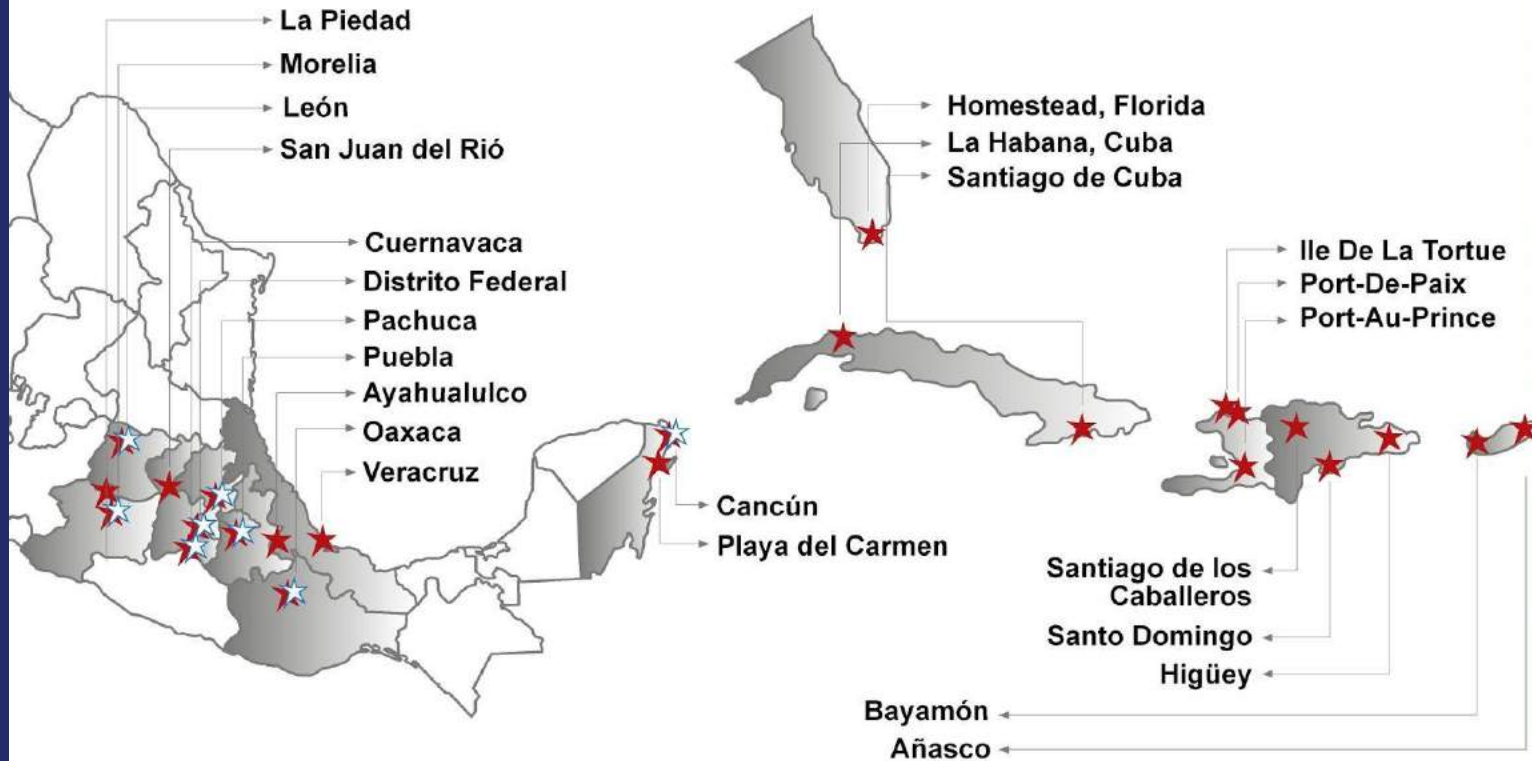 La Piedad
Morelia
León
San Juan del Rió
Cuernavaca
Distrito Federal
Pachuca
Puebla
Ayahualulco
Oaxaca
Veracruz
Cancún
Playa del Carmen
Homestead, Florida
La Habana, Cuba
Santiago de Cuba
Ile De La Tortue
Port-De-Paix
Port-Au-Prince
Santiago de los
Caballeros
Santo Domingo
Higüey
Bayamón
Añasco